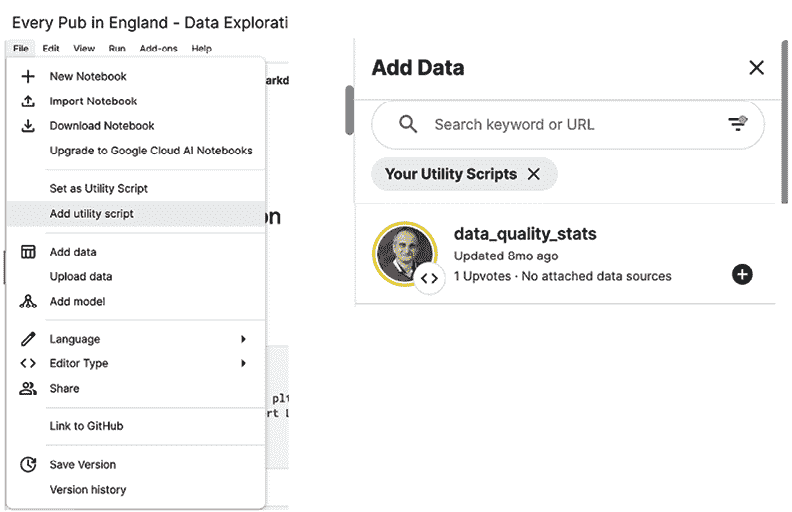 Every Pub in England - Data Explorati
File Edit View Run Add-ons Help
New Notebook
Import Notebook
Download Notebook
Upgrade to Google Cloud AI Notebooks
Set as Utility Script
Add utility script
Add data
Upload data
Add model
Language
Editor Type
Share
Link to GitHub
Save Version
Version history
arkd
on
plt
rt L
Add Data
Search keyword or URL
Your Utility Scripts
data_quality_stats
Updated 8mo ago
1 Upvotes · No attached data sources